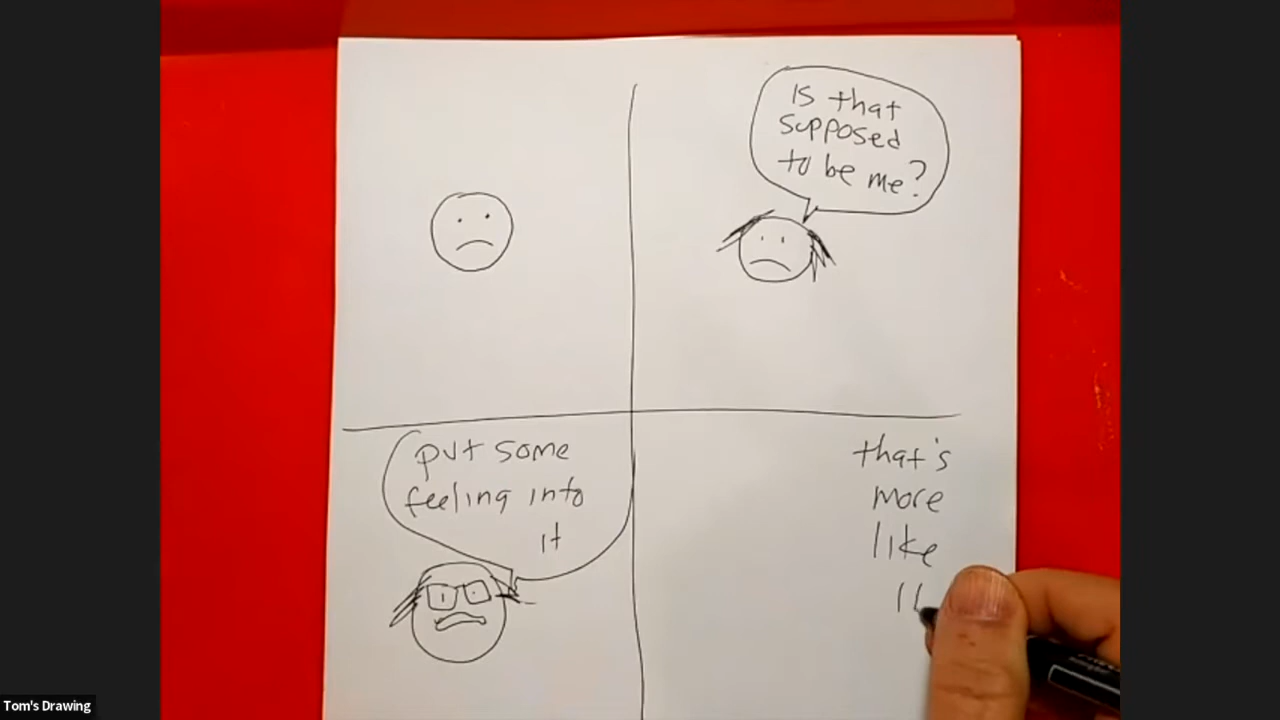 Is that
supposed
to be me?
put some
feeling into
it
that's
more
like
Tom's Drawing